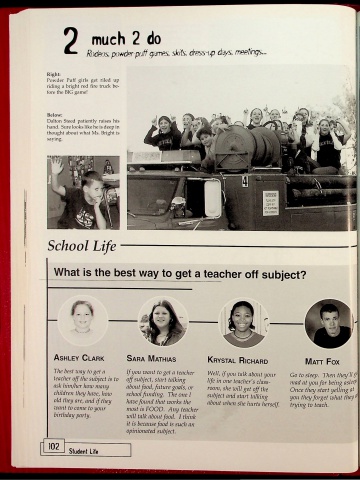 2 much 2 do
Rodeos, powder-puff games, skits, dress-up days, meetings...
Right:
Powder Puff girls get riled up
riding a bright red fire truck be-
fore the BIG game!
Below:
Dalton Steed patiently raises his
hand. Sure looks like he is deep in
thought about what Ms. Bright is
saying.
4
School Life
What is the best way to get a teacher off subject?
ASHLEY CLARK
The best way to get a
teacher off the subject is to
ask him/her how many
children they have, how
old they are, and if they
want to come to your
birthday party.
SARA MATHIAS
If you want to get a teacher
off subject, start talking
about food, future goals, or
school funding. The one I
have found that works the
most is FOOD. Any teacher
will talk about food. I think
it is because food is such an
opinionated subject.
KRYSTAL RICHARD
Well, if you talk about your
life in one teacher's class-
room, she will get off the
subject and start talking
about when she hurts herself.
MATT FOX
Go to sleep. Then they'll
mad at you for being asleep
Once they start yelling at
you they forget what they
trying to teach.
102
Student Life